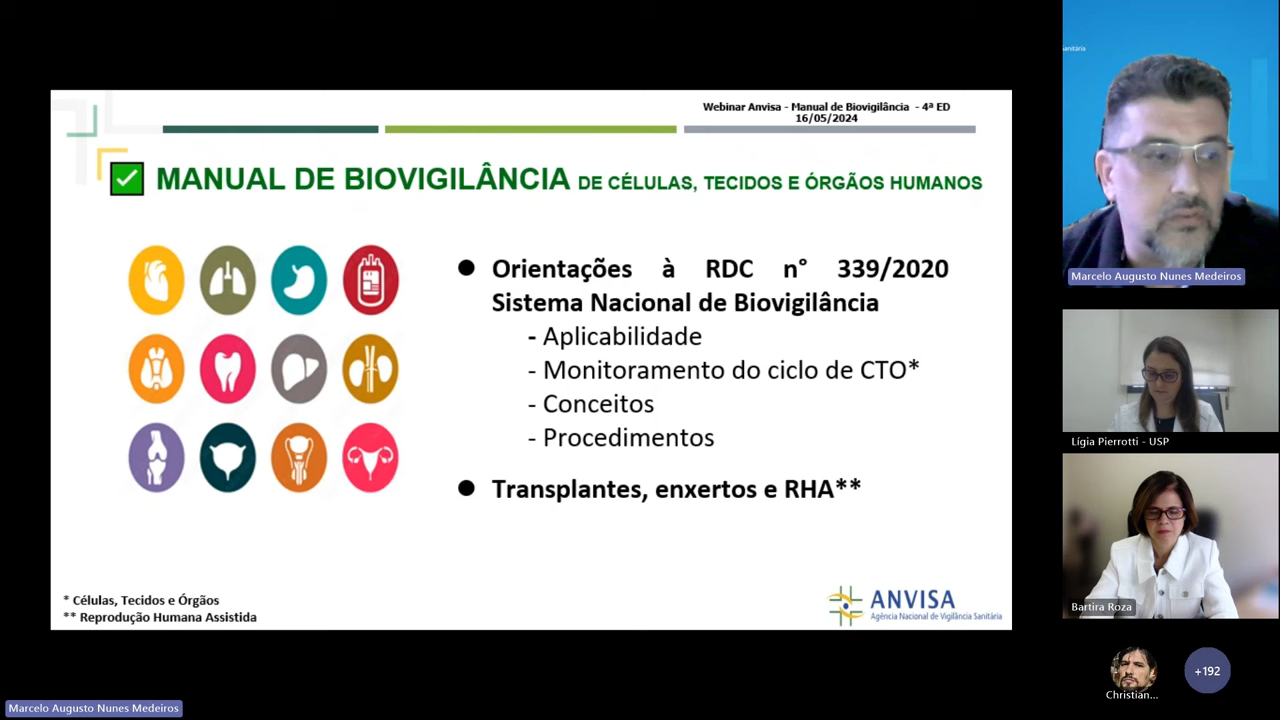 Webinar Anvisa - Manual de Biovigilância - 4ª ED
16/05/2024
MANUAL DE BIOVIGILÂNCIA DE CÉLULAS, TECIDOS E ÓRGÃOS HUMANOS
● Orientações à RDC n° 339/2020
Sistema Nacional de Biovigilância
- Aplicabilidade
- Monitoramento do ciclo de CTO*
- Conceitos
- Procedimentos
● Transplantes, enxertos e RHA**
* Células, Tecidos e Órgãos
** Reprodução Humana Assistida
ANVISA
Agência Nacional de Vigilância Sanitária
anitária
Marcelo Augusto Nunes Medeiros
Lígia Pierrotti - USP
Bartira Roza
Christian...
+192
Marcelo Augusto Nunes Medeiros